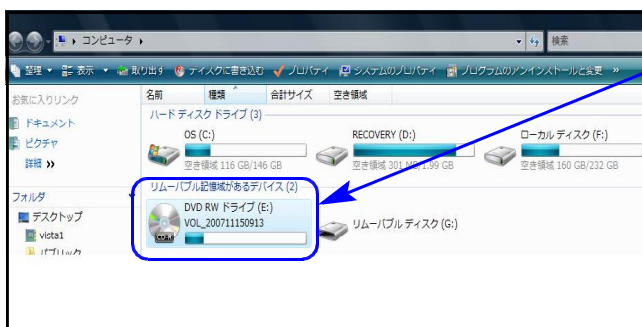 コンピュータ
検索
整理 表示 取り出す ディスクに書き込む プロパティ システムのプロパティ プログラムのアンインストールと変更 »
お気に入りリンク
ドキュメント
ピクチャ
詳細 »
フォルダ
デスクトップ
vista1
パブリック
名前 種類 合計サイズ 空き領域
ハード ディスク ドライブ (3)
OS (C:)
空き領域 116 GB/146 GB
RECOVERY (D:)
空き領域 301 MB/1.99 GB
ローカル ディスク (F:)
空き領域 160 GB/232 GB
リムーバブル記憶域があるデバイス (2)
DVD RW ドライブ (E:)
VOL_200711150913
CD-R
リムーバブル ディスク (G:)